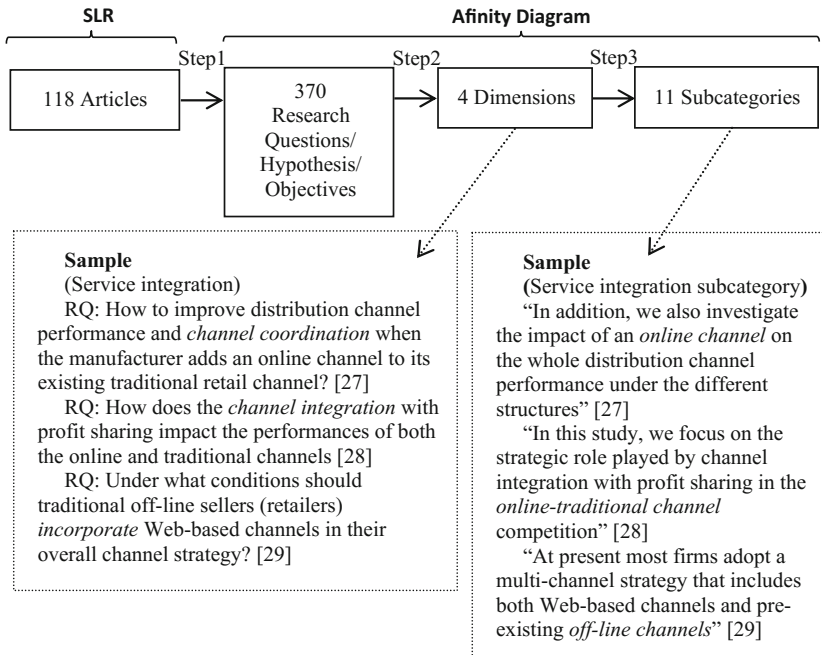 SLR
Afinity Diagram
Step1
Step2
Step3
118 Articles
370
Research
Questions/
Hypothesis/
Objectives
4 Dimensions
11 Subcategories
Sample
(Service integration)
RQ: How to improve distribution channel
performance and channel coordination when
the manufacturer adds an online channel to its
existing traditional retail channel? [27]
RQ: How does the channel integration with
profit sharing impact the performances of both
the online and traditional channels [28]
RQ: Under what conditions should
traditional off-line sellers (retailers)
incorporate Web-based channels in their
overall channel strategy? [29]
Sample
(Service integration subcategory)
“In addition, we also investigate
the impact of an online channel on
the whole distribution channel
performance under the different
structures” [27]
“In this study, we focus on the
strategic role played by channel
integration with profit sharing in the
online-traditional channel
competition” [28]
“At present most firms adopt a
multi-channel strategy that includes
both Web-based channels and pre-
existing off-line channels” [29]